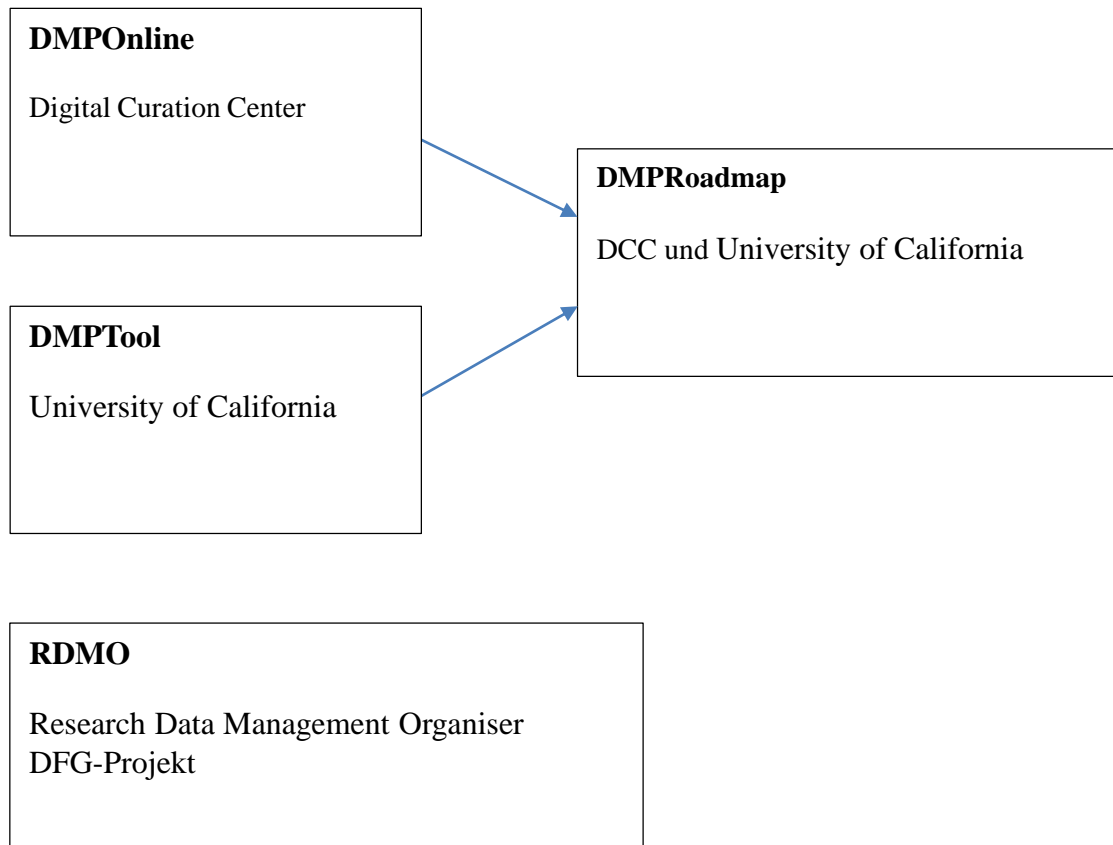 DMPOnline
Digital Curation Center
DMPRoadmap
DCC und University of California
DMPTool
University of California
RDMO
Research Data Management Organiser
DFG-Projekt